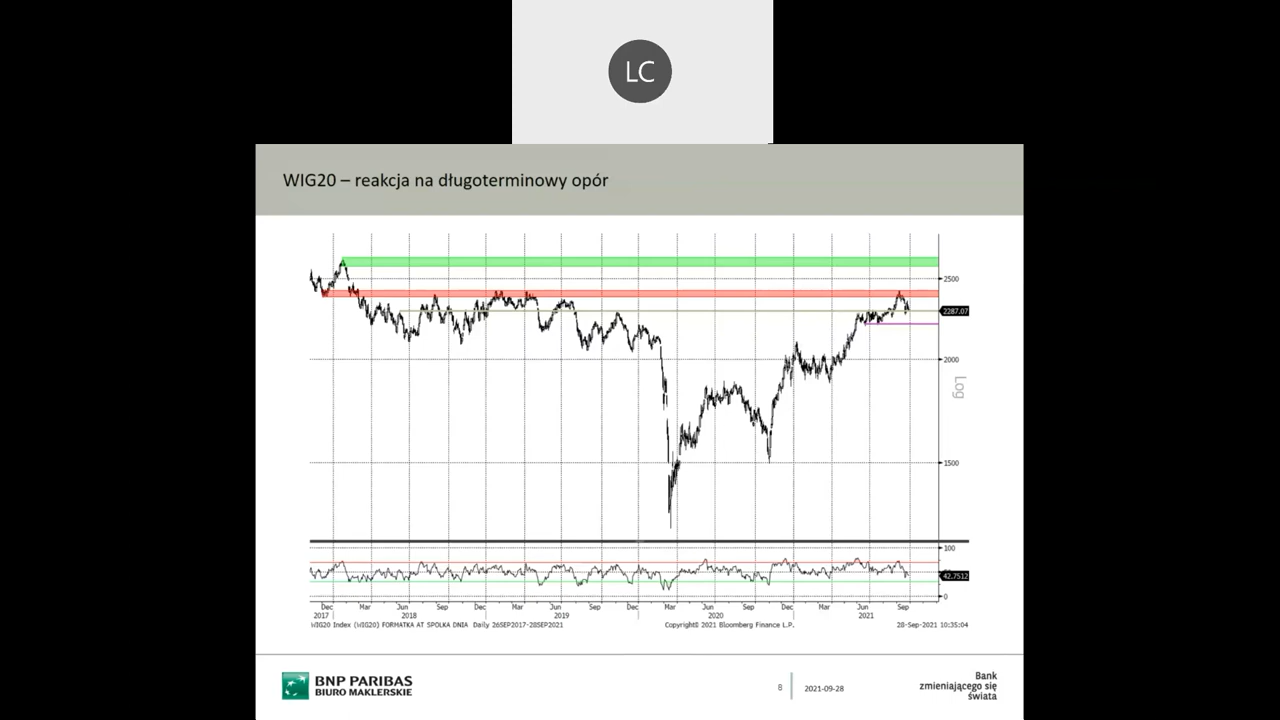 LC
WIG20 – reakcja na długoterminowy opór
2500
2287.07
2000
Log
1500
100
42.7512
0
Dec Mar Jun Sep Dec Mar Jun Sep Dec Mar Jun Sep Dec Mar Jun Sep
2017 2018 2019 2020 2021
WIG20 Index (WIG20) FORMATKA AT SPOLKA DNIA Daily 26SEP2017-28SEP2021 Copyright© 2021 Bloomberg Finance L.P. 28-Sep-2021 10:35:04
BNP PARIBAS
BIURO MAKLERSKIE
8
2021-09-28
Bank
zmieniającego się
świata